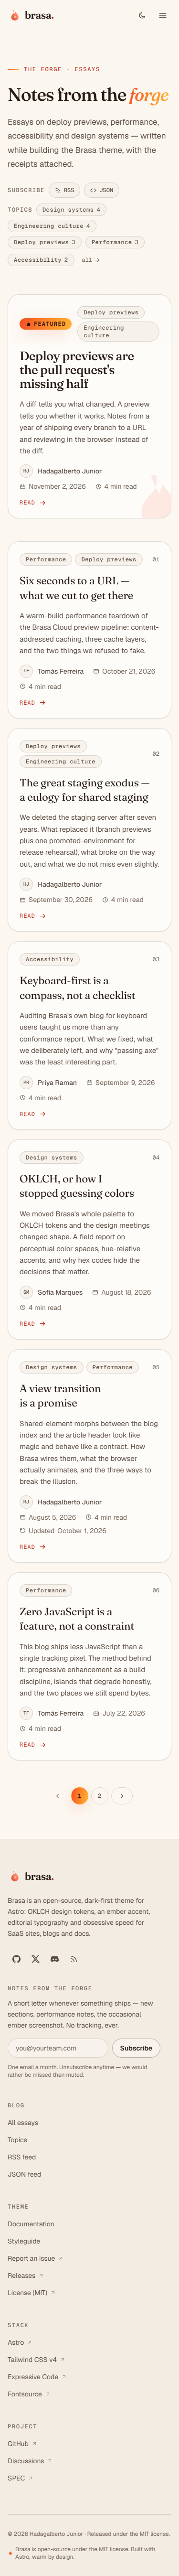 brasa.
THE FORGE · ESSAYS
Notes from the forge
Essays on deploy previews, performance,
accessibility and design systems — written
while building the Brasa theme, with the
receipts attached.
SUBSCRIBE RSS JSON
TOPICS Design systems 4
Engineering culture 4
Deploy previews 3 Performance 3
Accessibility 2 all →
FEATURED
Deploy previews
Engineering
culture
Deploy previews are
the pull request's
missing half
A diff tells you what changed. A preview
tells you whether it works. Notes from a
year of shipping every branch to a URL
and reviewing in the browser instead of
the diff.
HJ Hadagalberto Junior
November 2, 2026 4 min read
READ →
Performance Deploy previews 01
Six seconds to a URL —
what we cut to get there
A warm-build performance teardown of
the Brasa Cloud preview pipeline: content-
addressed caching, three cache layers,
and the two things we refused to fake.
TF Tomás Ferreira October 21, 2026
4 min read
READ →
Deploy previews
Engineering culture
02
The great staging exodus —
a eulogy for shared staging
We deleted the staging server after seven
years. What replaced it (branch previews
plus one promoted-environment for
release rehearsal), what broke on the way
out, and what we do not miss even slightly.
HJ Hadagalberto Junior
September 30, 2026 4 min read
READ →
Accessibility 03
Keyboard-first is a
compass, not a checklist
Auditing Brasa's own blog for keyboard
users taught us more than any
conformance report. What we fixed, what
we deliberately left, and why "passing axe"
was the least interesting part.
PR Priya Raman September 9, 2026
4 min read
READ →
Design systems 04
OKLCH, or how I
stopped guessing colors
We moved Brasa's whole palette to
OKLCH tokens and the design meetings
changed shape. A field report on
perceptual color spaces, hue-relative
accents, and why hex codes hide the
decisions that matter.
SM Sofia Marques August 18, 2026
4 min read
READ →
Design systems Performance 05
A view transition
is a promise
Shared-element morphs between the blog
index and the article header look like
magic and behave like a contract. How
Brasa wires them, what the browser
actually animates, and the three ways to
break the illusion.
HJ Hadagalberto Junior
August 5, 2026 4 min read
Updated October 1, 2026
READ →
Performance 06
Zero JavaScript is a
feature, not a constraint
This blog ships less JavaScript than a
single tracking pixel. The method behind
it: progressive enhancement as a build
discipline, islands that degrade honestly,
and the two places we still spend bytes.
TF Tomás Ferreira July 22, 2026
4 min read
READ →
1 2
brasa.
Brasa is an open-source, dark-first theme for
Astro: OKLCH design tokens, an ember accent,
editorial typography and obsessive speed for
SaaS sites, blogs and docs.
NOTES FROM THE FORGE
A short letter whenever something ships — new
sections, performance notes, the occasional
ember screenshot. No tracking, ever.
you@yourteam.com Subscribe
One email a month. Unsubscribe anytime — we would
rather be missed than muted.
BLOG
All essays
Topics
RSS feed
JSON feed
THEME
Documentation
Styleguide
Report an issue ↗
Releases ↗
License (MIT) ↗
STACK
Astro ↗
Tailwind CSS v4 ↗
Expressive Code ↗
Fontsource ↗
PROJECT
GitHub ↗
Discussions ↗
SPEC ↗
© 2026 Hadagalberto Junior · Released under the MIT license.
Brasa is open-source under the MIT license. Built with
Astro, warm by design.